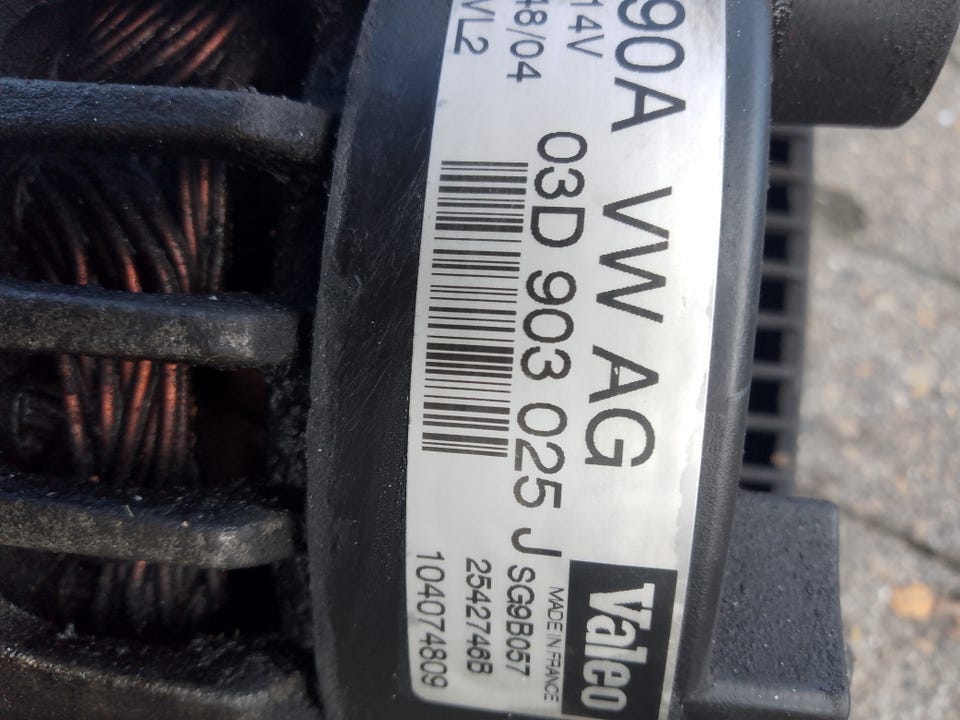 90A VW AG
14V 03D 903 025 J
48/04
VL2
Valeo
MADE IN FRANCE
SG9B057
2542746B
104074809